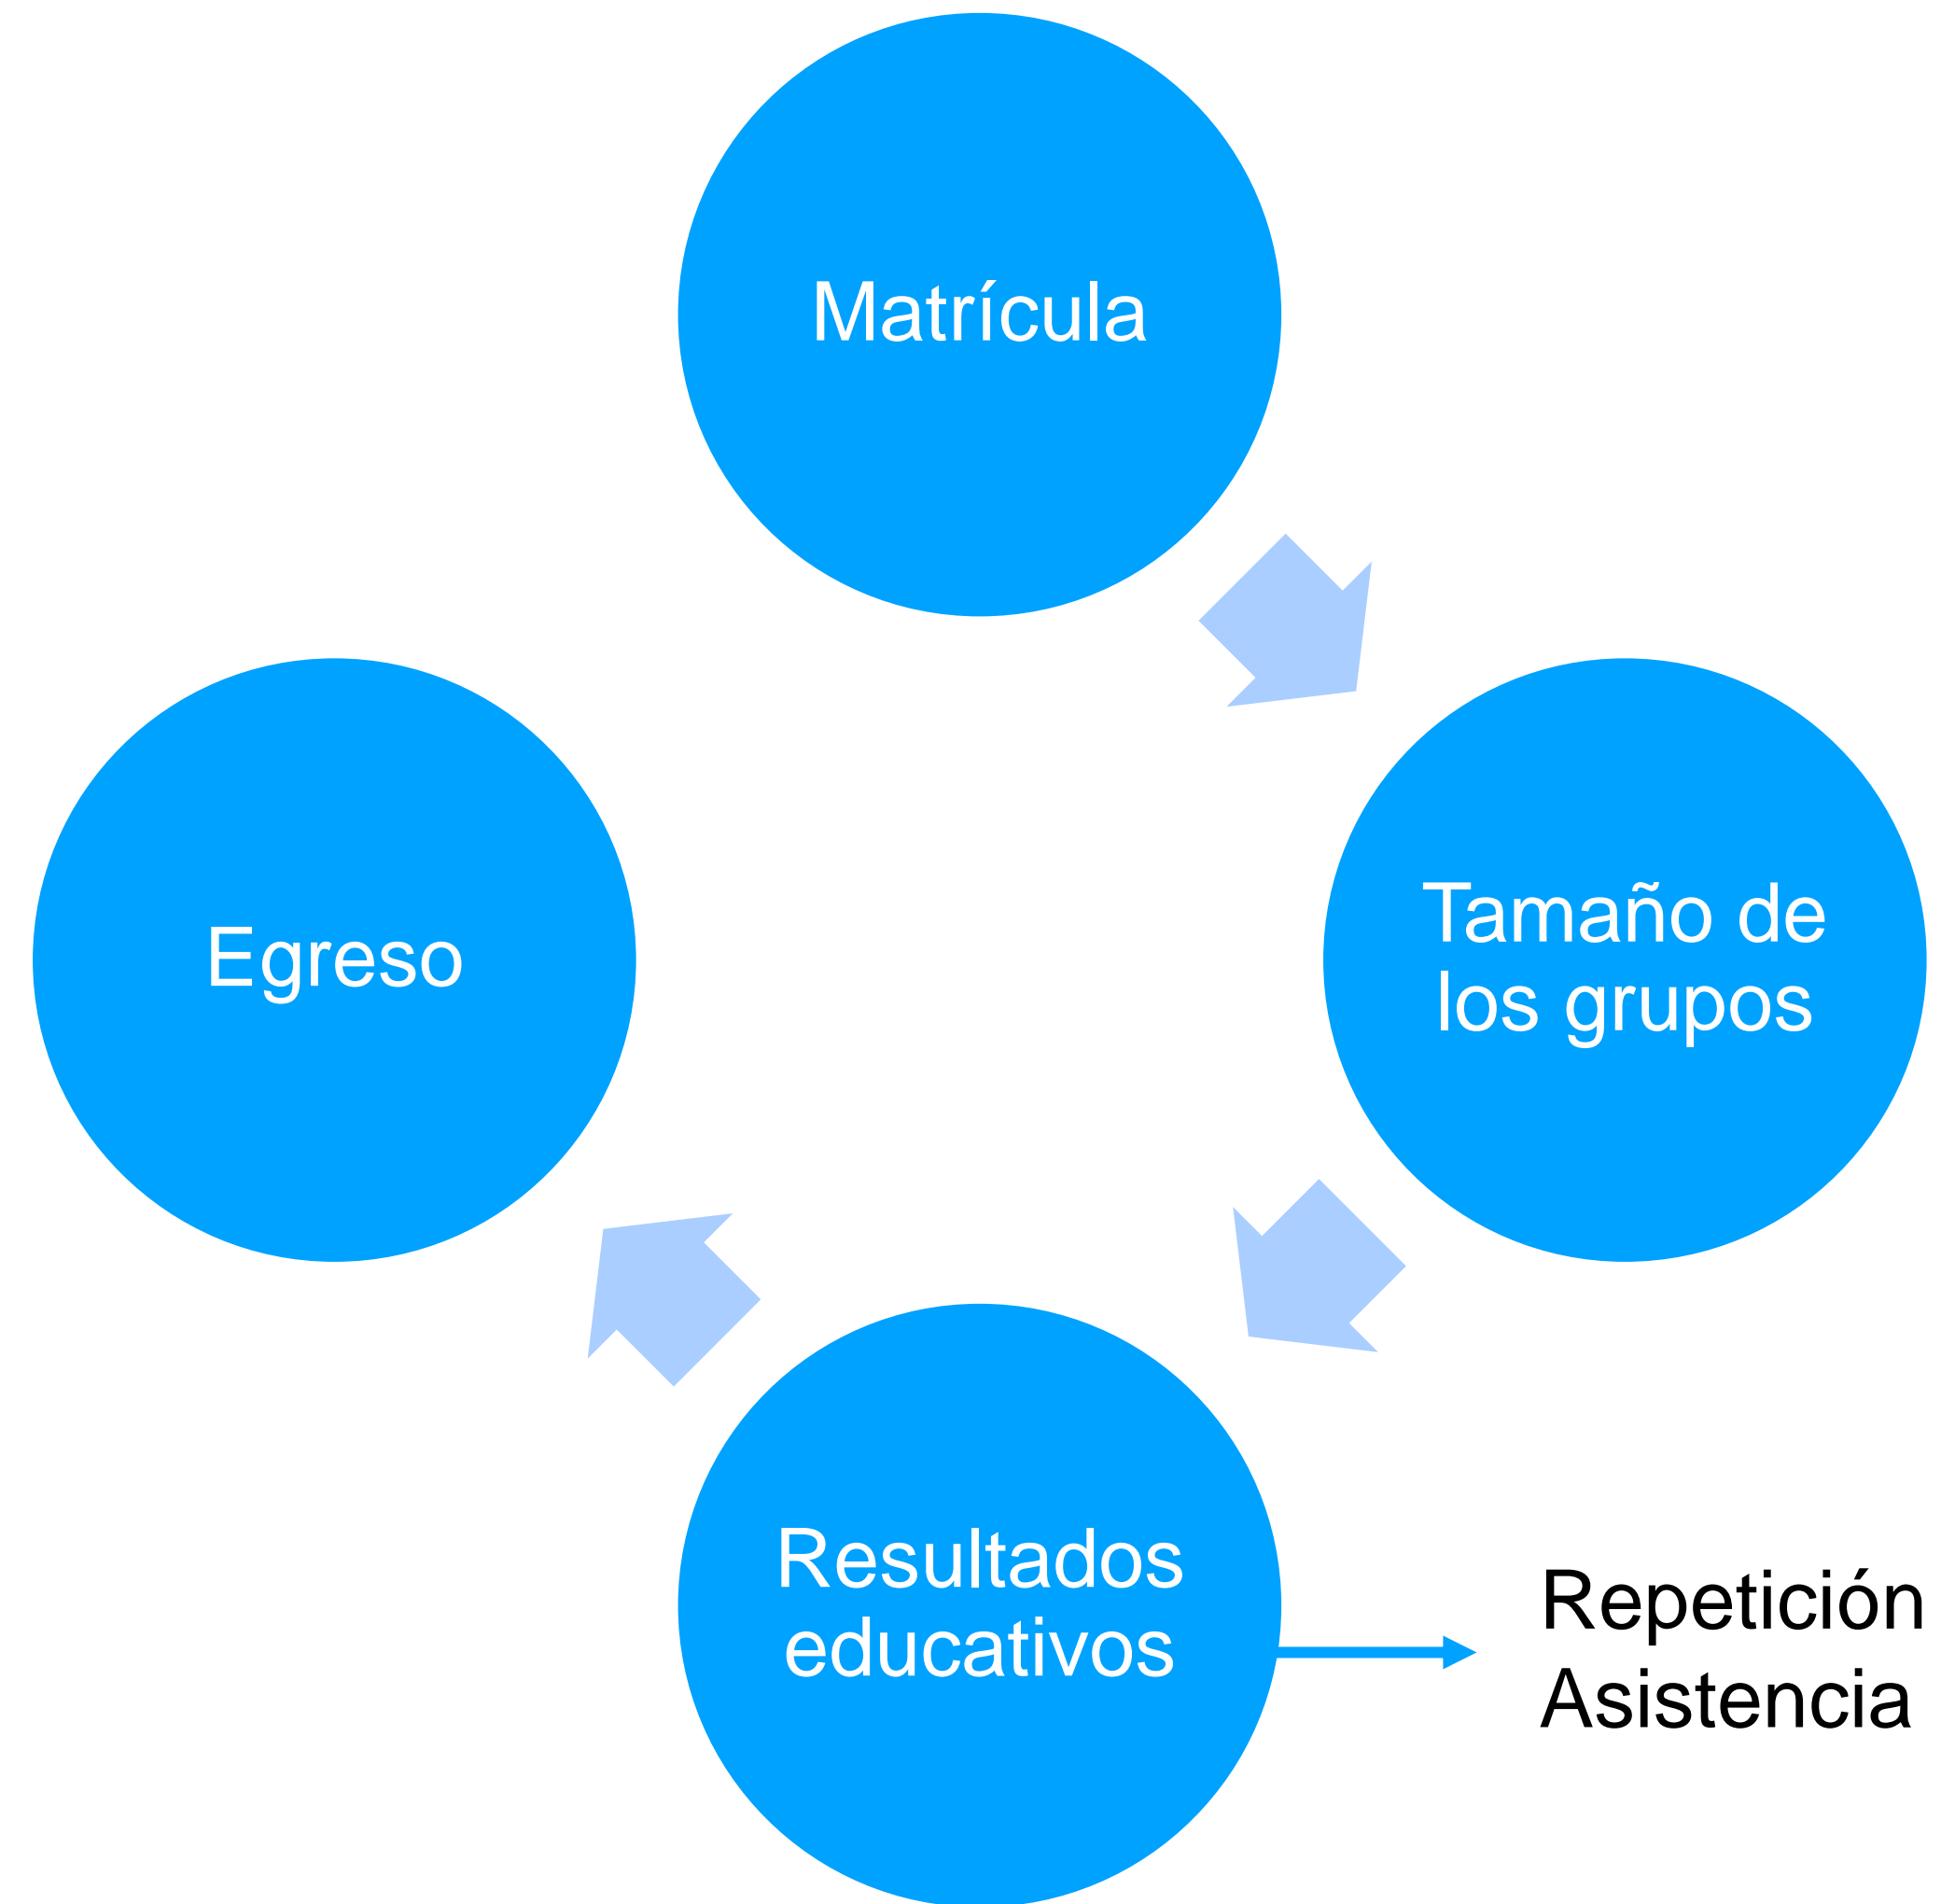 Matrícula
Egreso
Tamaño de
los grupos
Resultados
educativos
Repetición
Asistencia